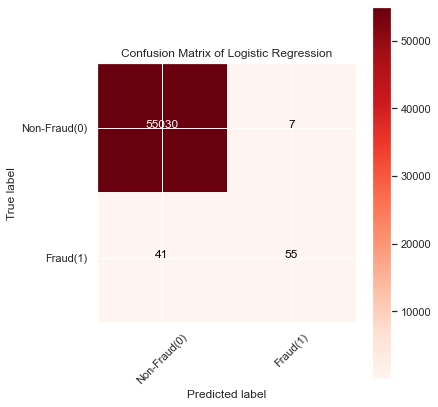 Confusion Matrix of Logistic Regression
True label
Non-Fraud(0)
Fraud(1)
55030
7
41
55
Non-Fraud(0)
Fraud(1)
Predicted label
50000
40000
30000
20000
10000